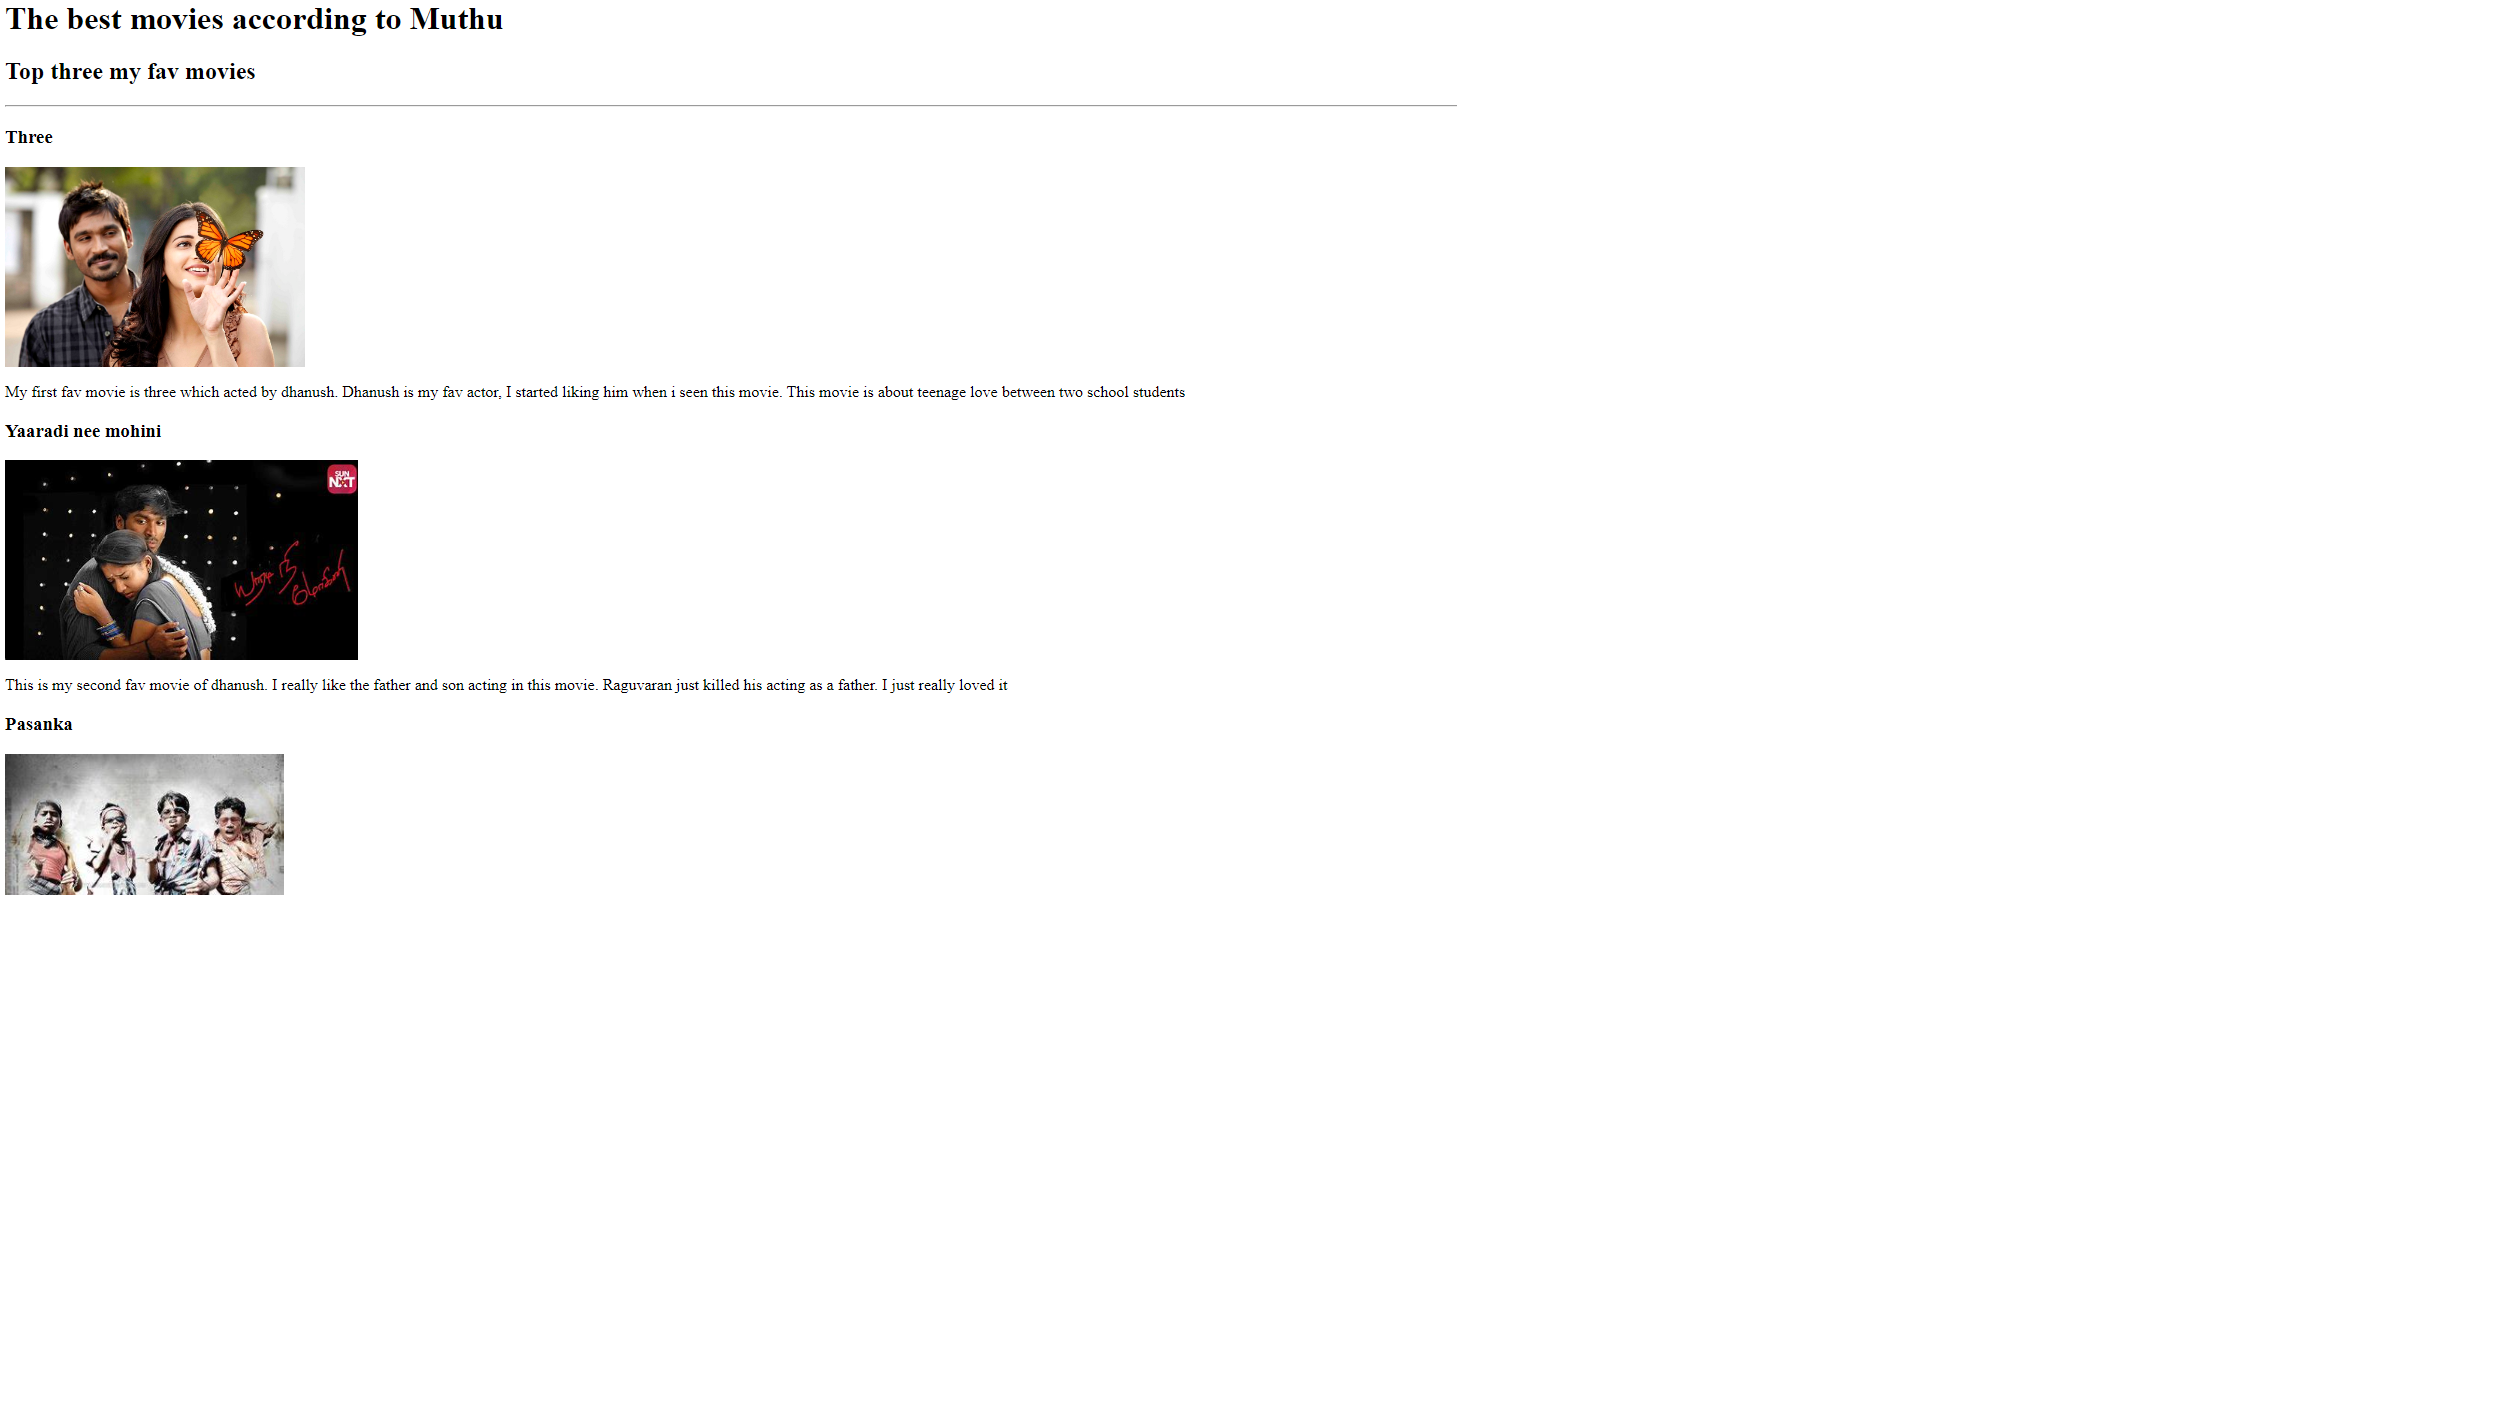 The best movies according to Muthu
Top three my fav movies
Three
My first fav movie is three which acted by dhanush. Dhanush is my fav actor, I started liking him when i seen this movie. This movie is about teenage love between two school students
Yaaradi nee mohini
SUN
NXT
யாரடி நீ
மோகினி
This is my second fav movie of dhanush. I really like the father and son acting in this movie. Raguvaran just killed his acting as a father. I just really loved it
Pasanka